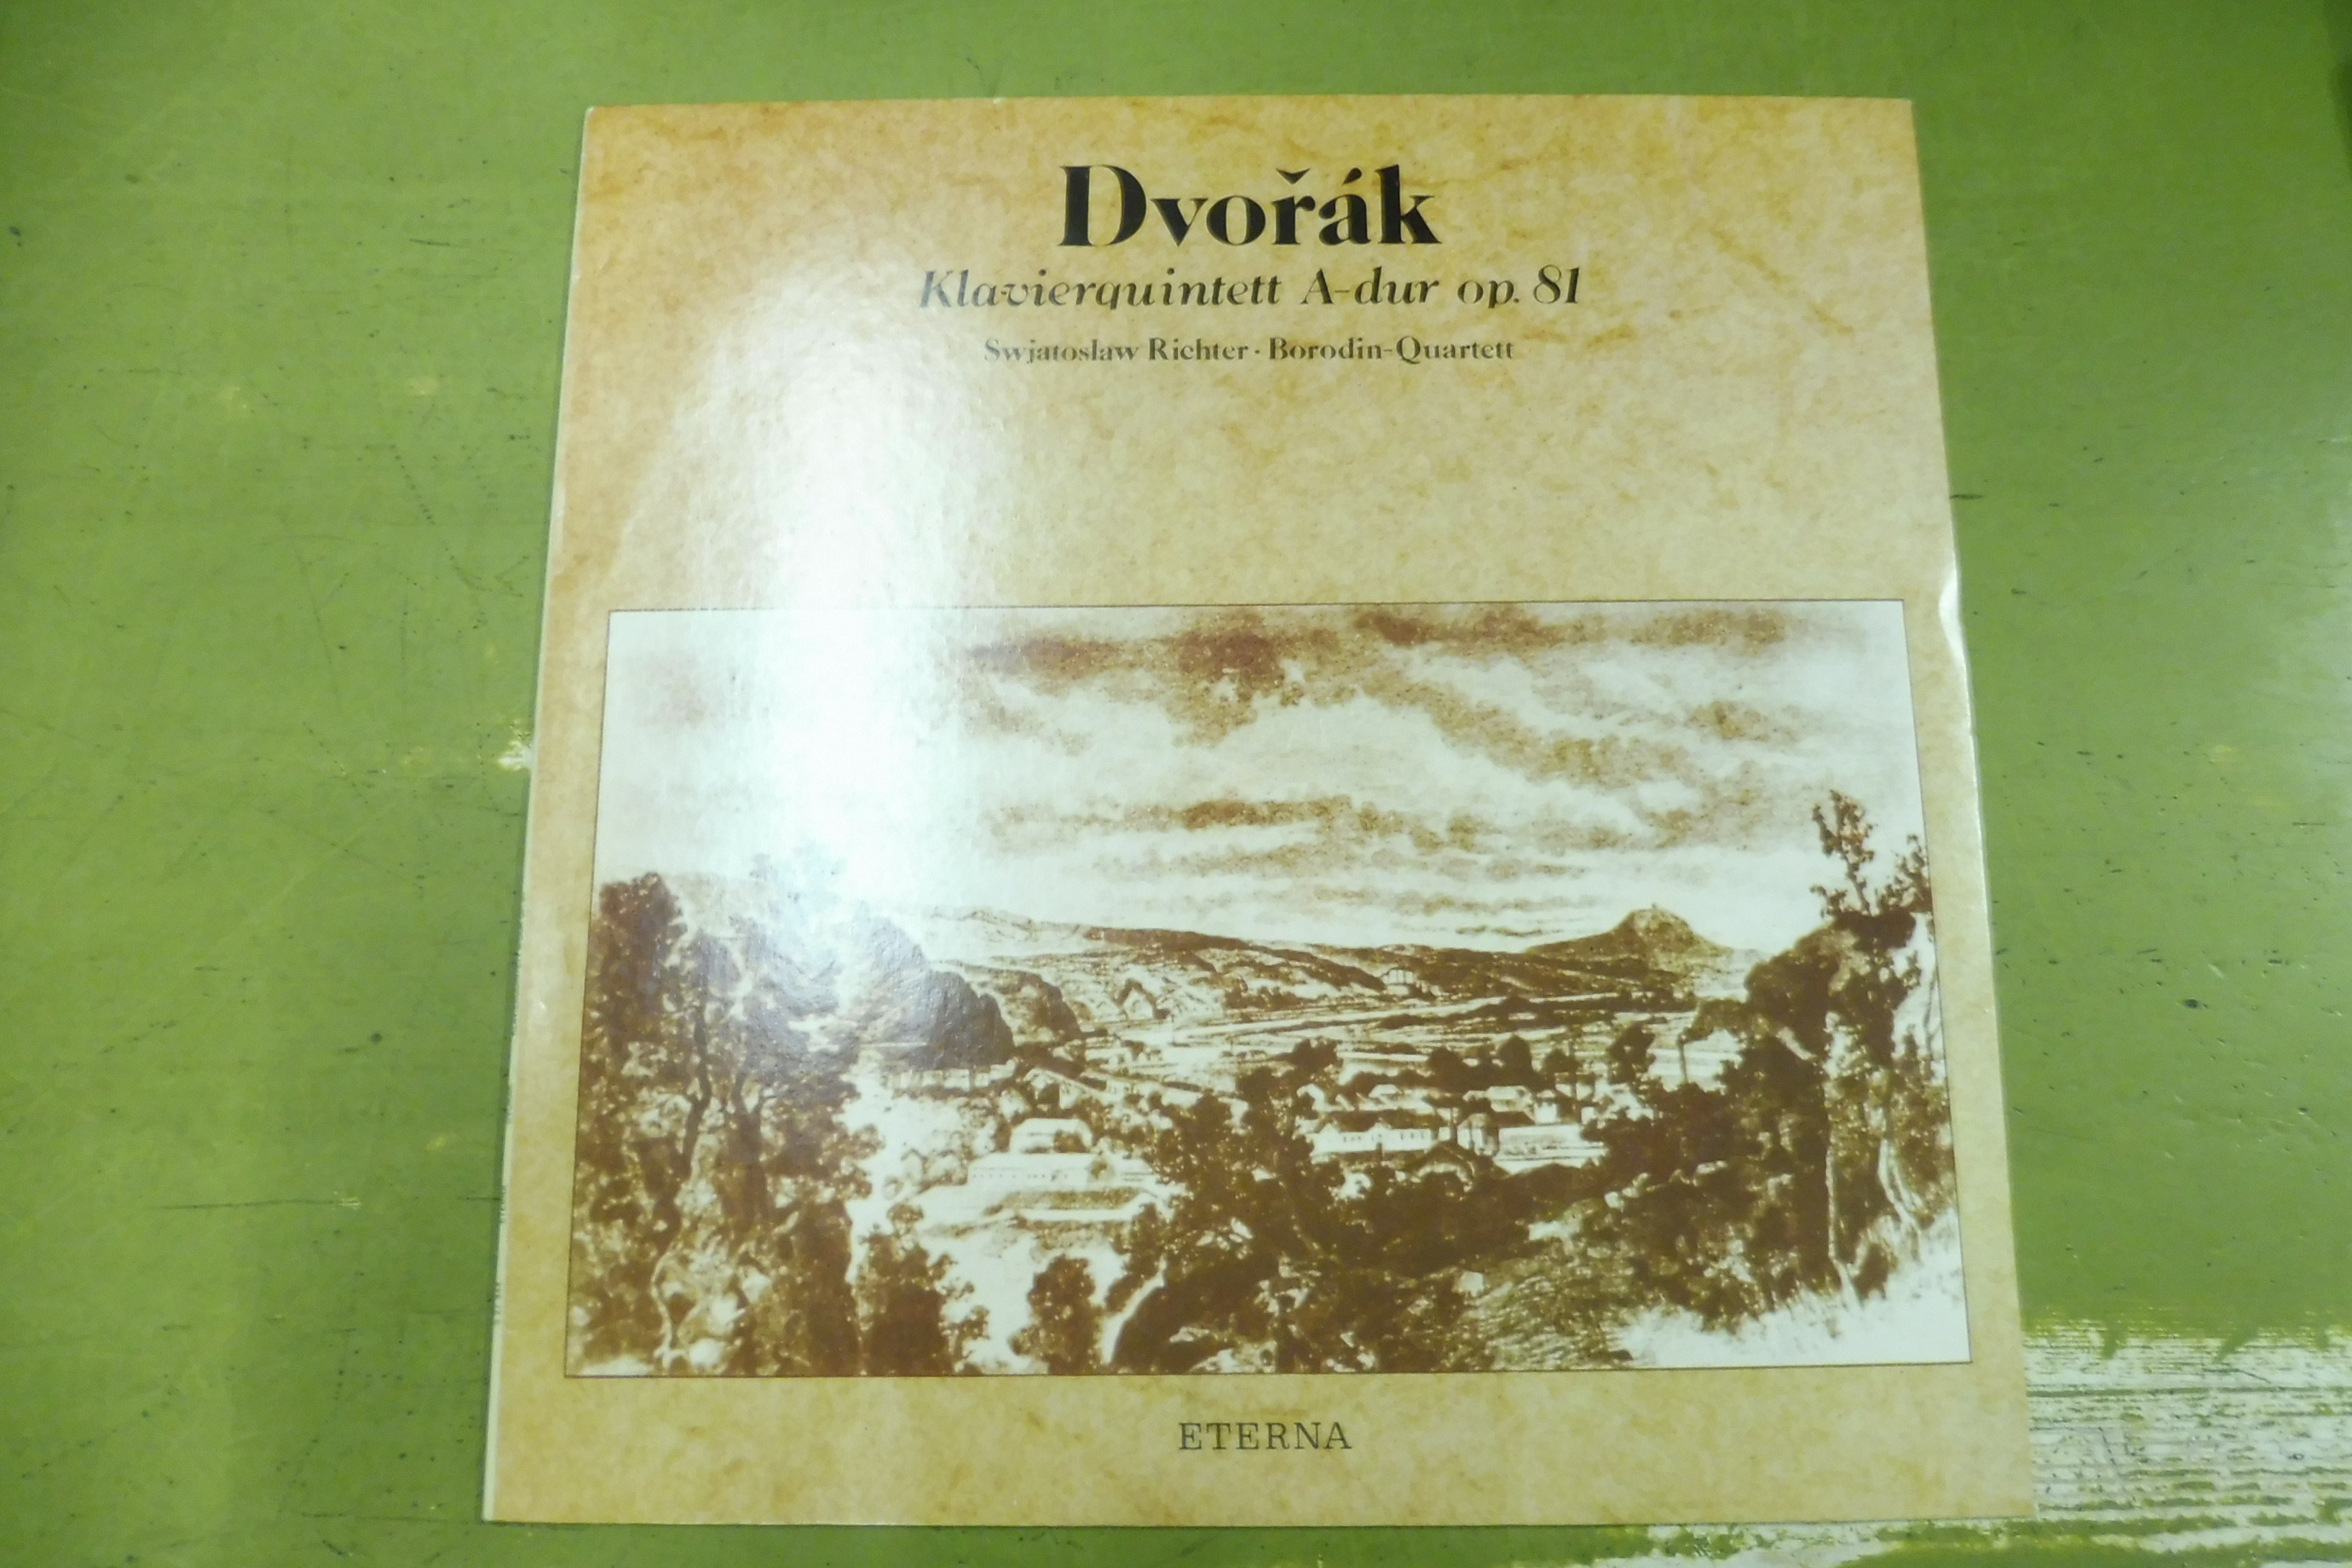 Dvořák
Klavierquintett A-dur op. 81
Swjatoslaw Richter · Borodin-Quartett
ETERNA